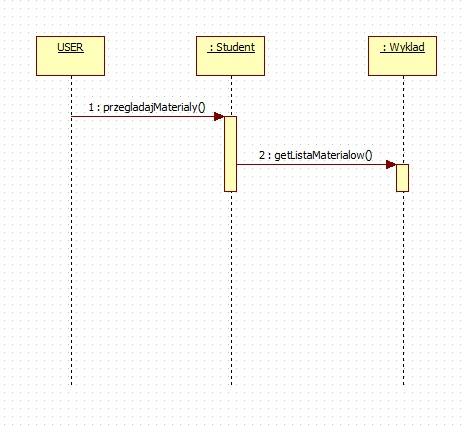 USER
: Student
: Wyklad
1 : przegladajMaterialy()
2 : getListaMaterialow()